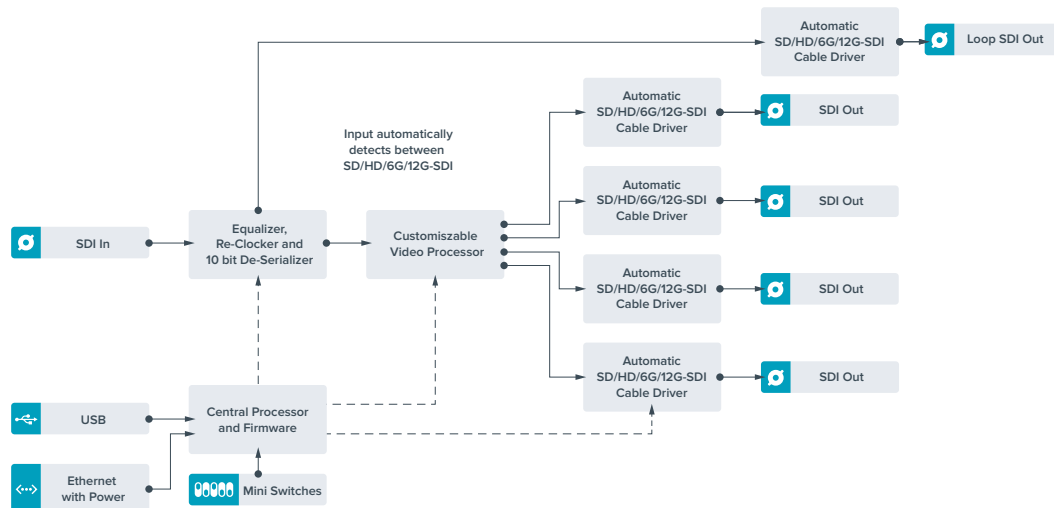 Automatic
SD/HD/6G/12G-SDI
Cable Driver
Loop SDI Out
Automatic
SD/HD/6G/12G-SDI
Cable Driver
SDI Out
Input automatically
detects between
SD/HD/6G/12G-SDI
Automatic
SD/HD/6G/12G-SDI
Cable Driver
SDI Out
SDI In
Equalizer,
Re-Clocker and
10 bit De-Serializer
Customiszable
Video Processor
Automatic
SD/HD/6G/12G-SDI
Cable Driver
SDI Out
Automatic
SD/HD/6G/12G-SDI
Cable Driver
SDI Out
USB
Central Processor
and Firmware
Ethernet
with Power
Mini Switches